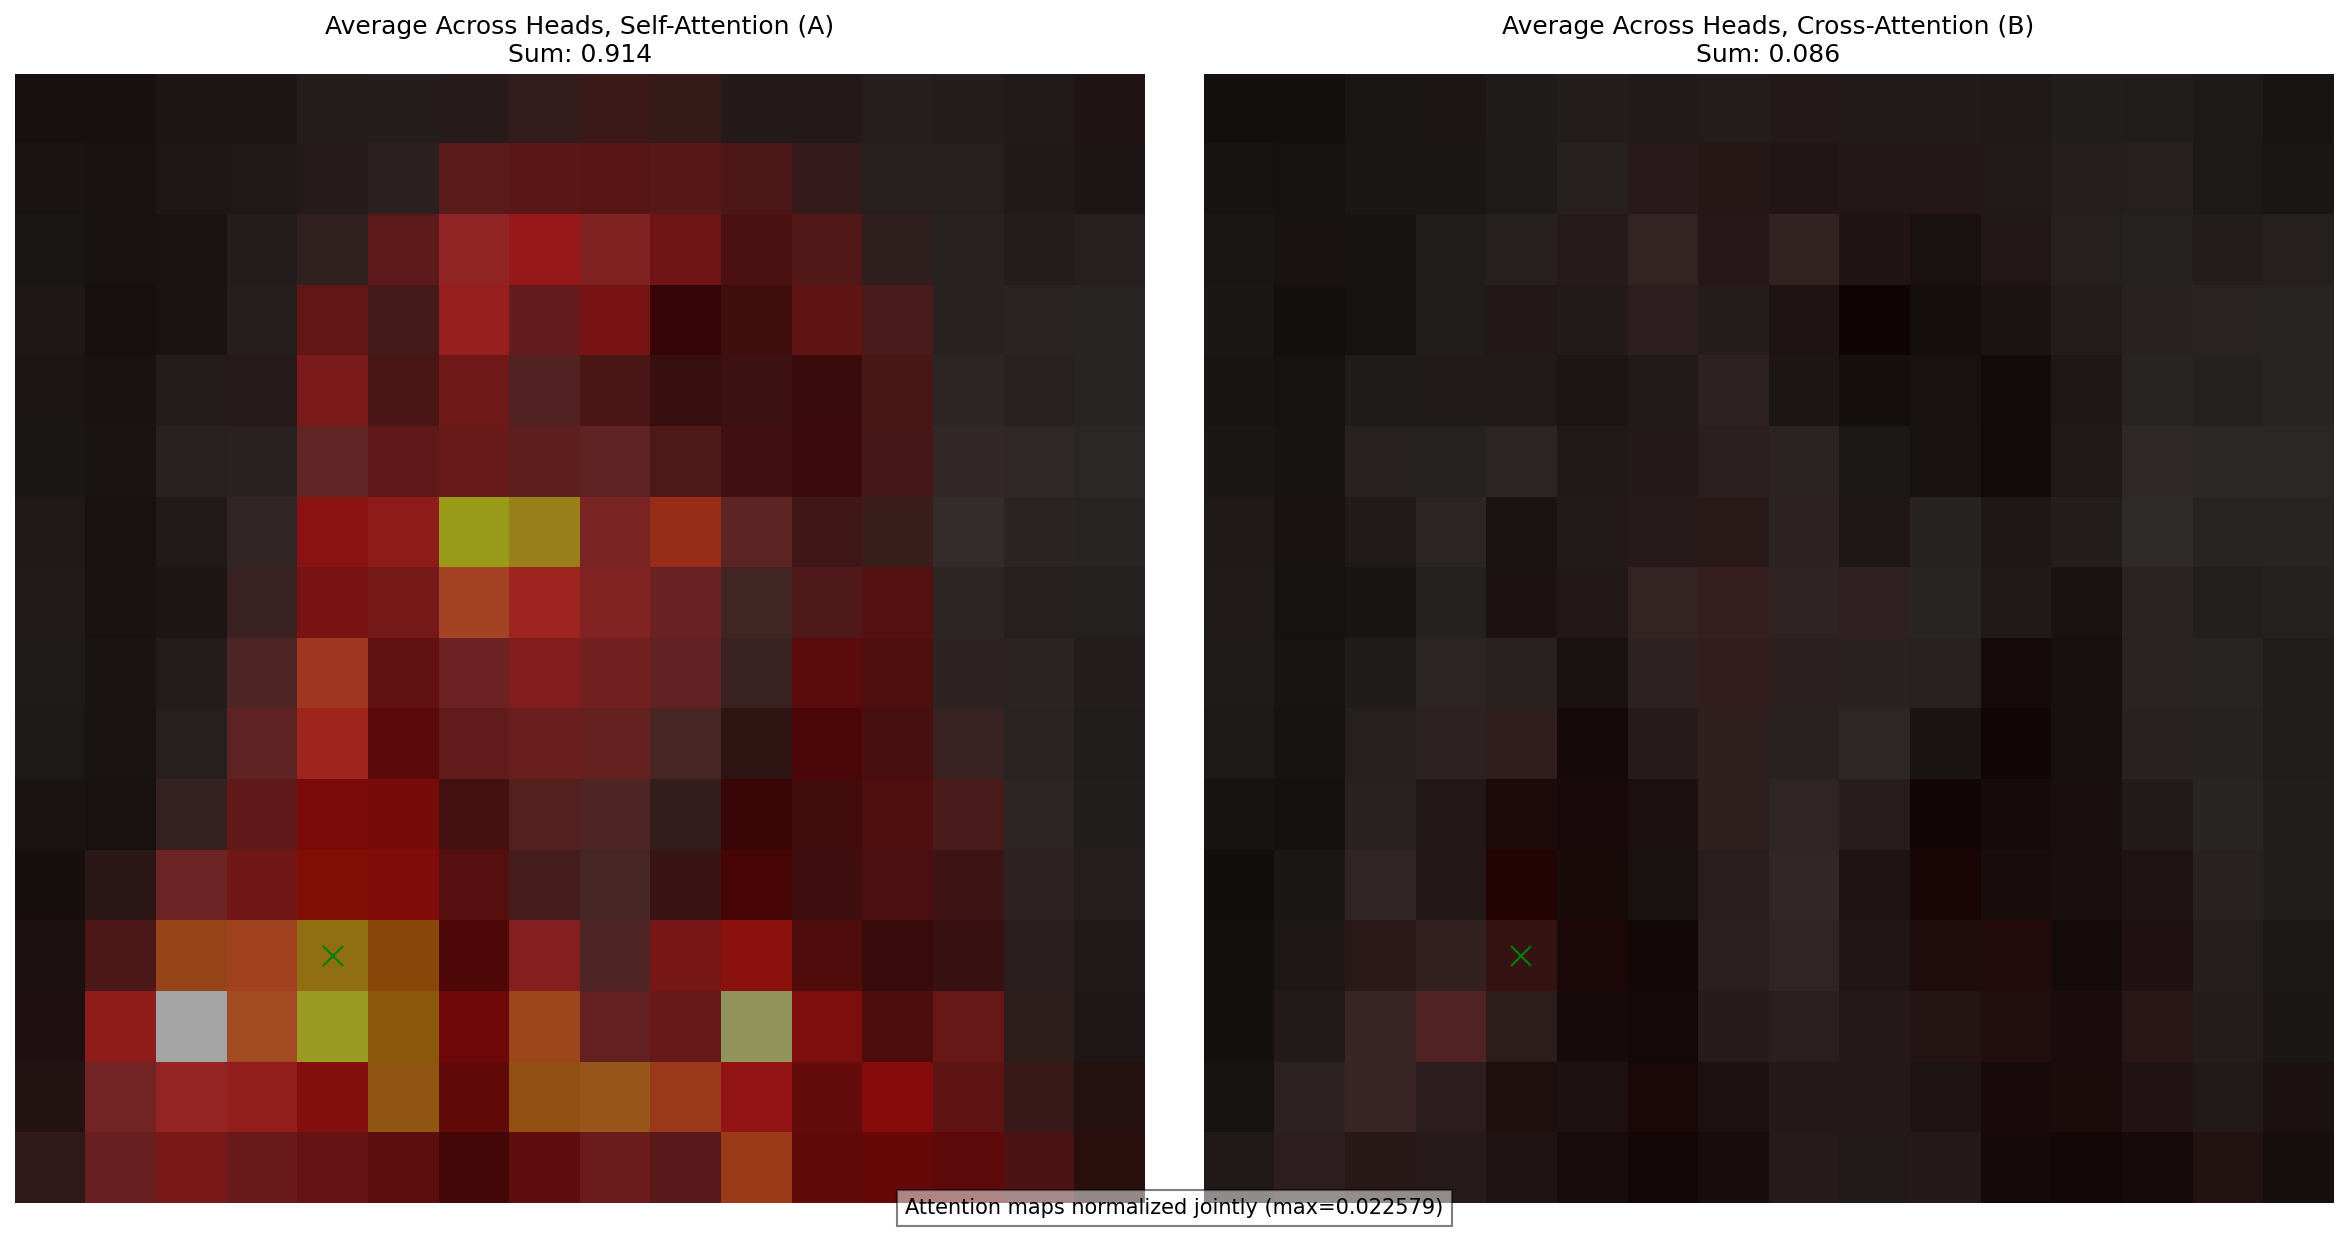 Average Across Heads, Self-Attention (A)
Sum: 0.914
Average Across Heads, Cross-Attention (B)
Sum: 0.086
Attention maps normalized jointly (max=0.022579)